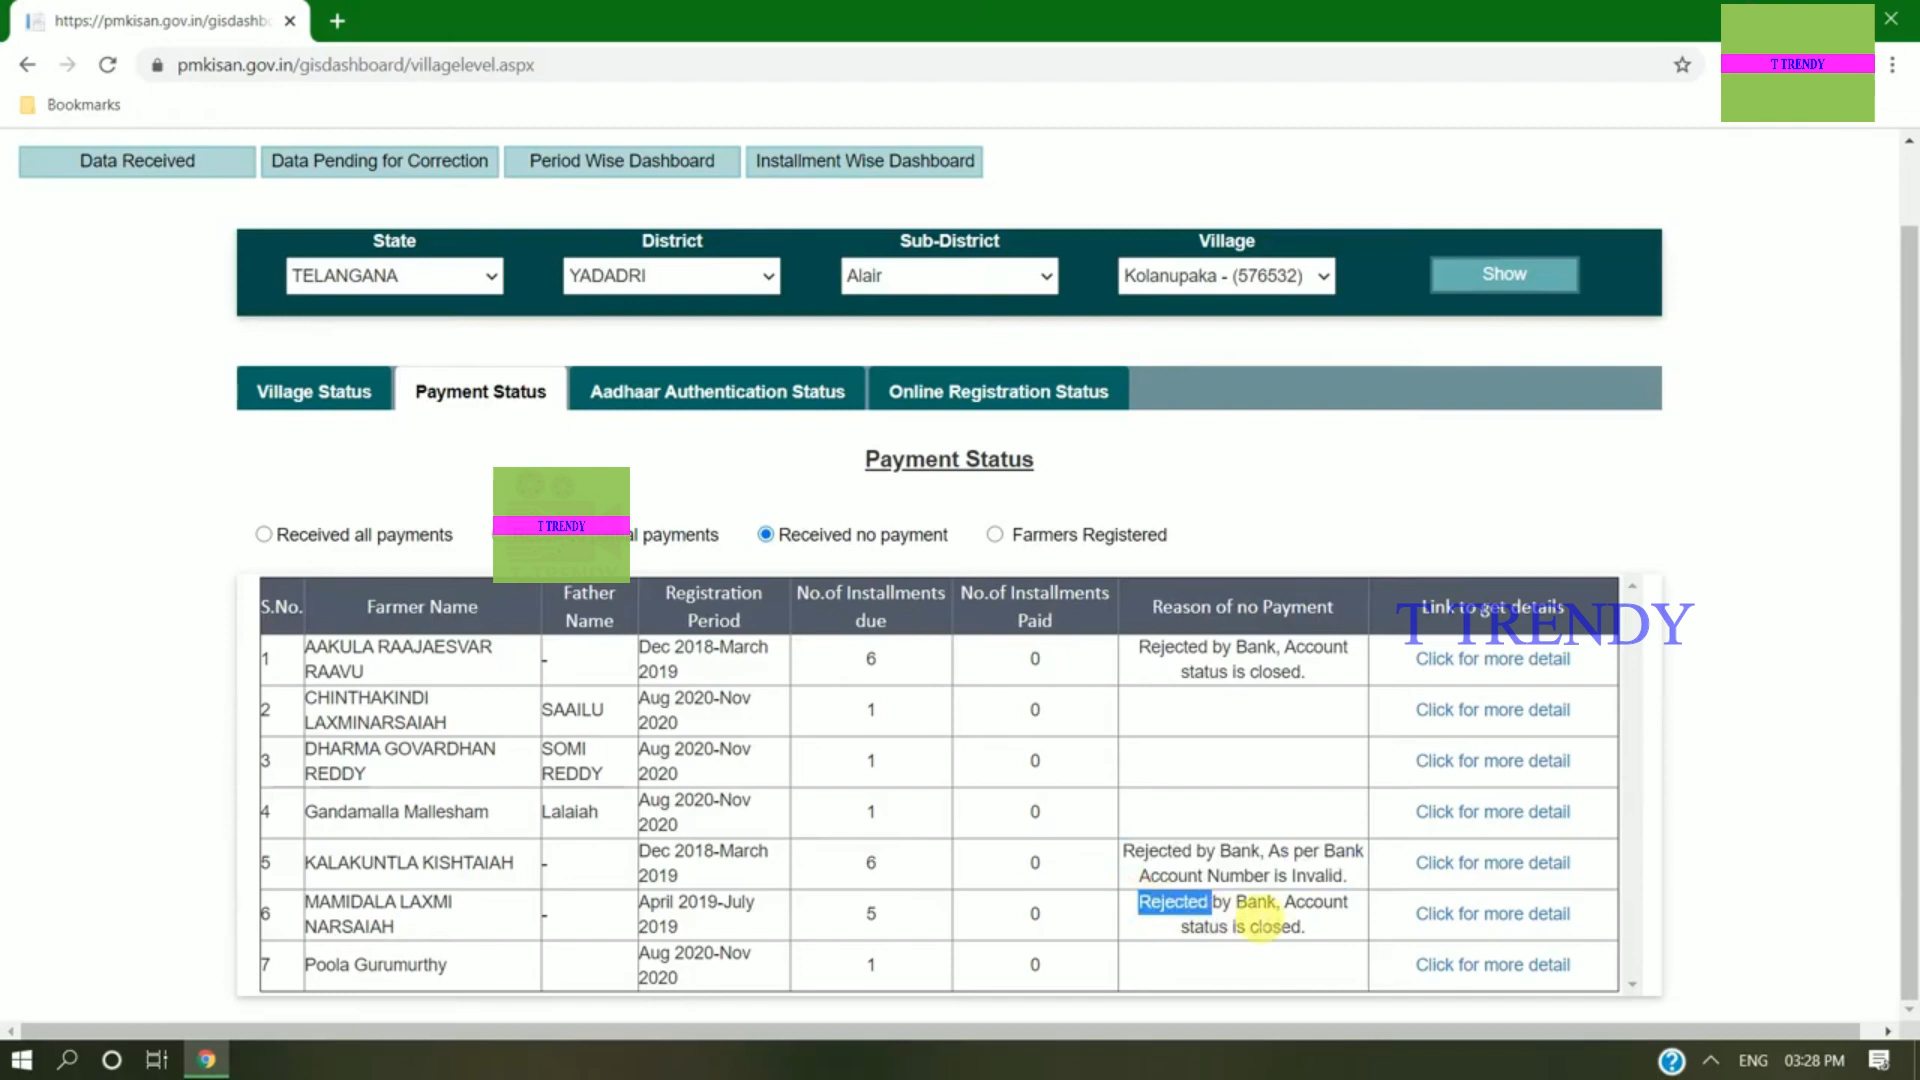 https://pmkisan.gov.in/gisdashb
pmkisan.gov.in/gisdashboard/villagelevel.aspx
T TRENDY
Bookmarks
Data Received
Data Pending for Correction
Period Wise Dashboard
Installment Wise Dashboard
State
District
Sub-District
Village
TELANGANA
YADADRI
Alair
Kolanupaka - (576532)
Show
Village Status
Payment Status
Aadhaar Authentication Status
Online Registration Status
Payment Status
Received all payments
T TRENDY
al payments
Received no payment
Farmers Registered
S.No.
Farmer Name
Father
Name
Registration
Period
No.of Installments
due
No.of Installments
Paid
Reason of no Payment
Link to get details
T TRENDY
1
AAKULA RAAJAESVAR
RAAVU
-
Dec 2018-March
2019
6
0
Rejected by Bank, Account
status is closed.
Click for more detail
2
CHINTHAKINDI
LAXMINARSAIAH
SAAILU
Aug 2020-Nov
2020
1
0
Click for more detail
3
DHARMA GOVARDHAN
REDDY
SOMI
REDDY
Aug 2020-Nov
2020
1
0
Click for more detail
4
Gandamalla Mallesham
Lalaiah
Aug 2020-Nov
2020
1
0
Click for more detail
5
KALAKUNTLA KISHTAIAH
-
Dec 2018-March
2019
6
0
Rejected by Bank, As per Bank
Account Number is Invalid.
Click for more detail
6
MAMIDALA LAXMI
NARSAIAH
-
April 2019-July
2019
5
0
Rejected by Bank, Account
status is closed.
Click for more detail
7
Poola Gurumurthy
Aug 2020-Nov
2020
1
0
Click for more detail
ENG
03:28 PM